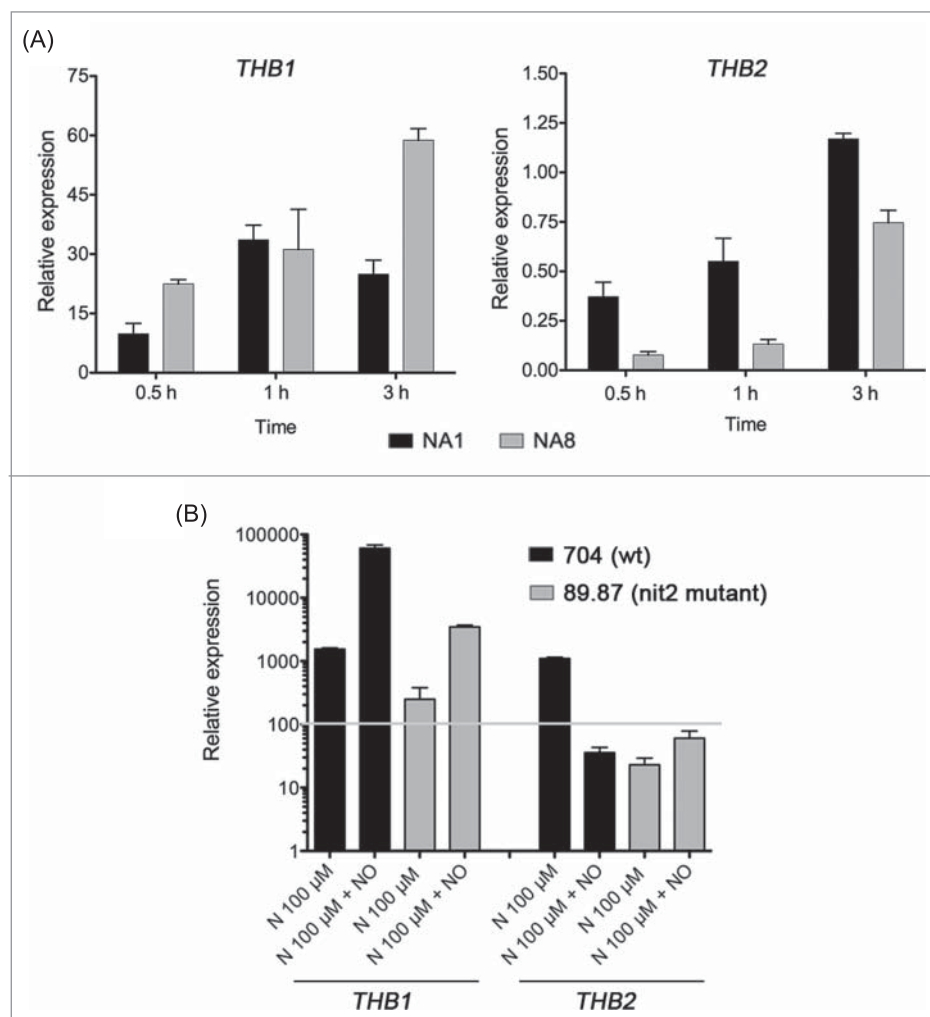 (A)
THB1
75
60
45
30
15
0
Relative expression
0.5 h 1 h 3 h
Time
THB2
1.50
1.25
1.00
0.75
0.50
0.25
0.00
Relative expression
0.5 h 1 h 3 h
Time
NA1 NA8
(B)
100000
10000
1000
100
10
1
Relative expression
704 (wt)
89.87 (nit2 mutant)
N 100 µM
N 100 µM + NO
N 100 µM
N 100 µM + NO
N 100 µM
N 100 µM + NO
N 100 µM
N 100 µM + NO
THB1 THB2